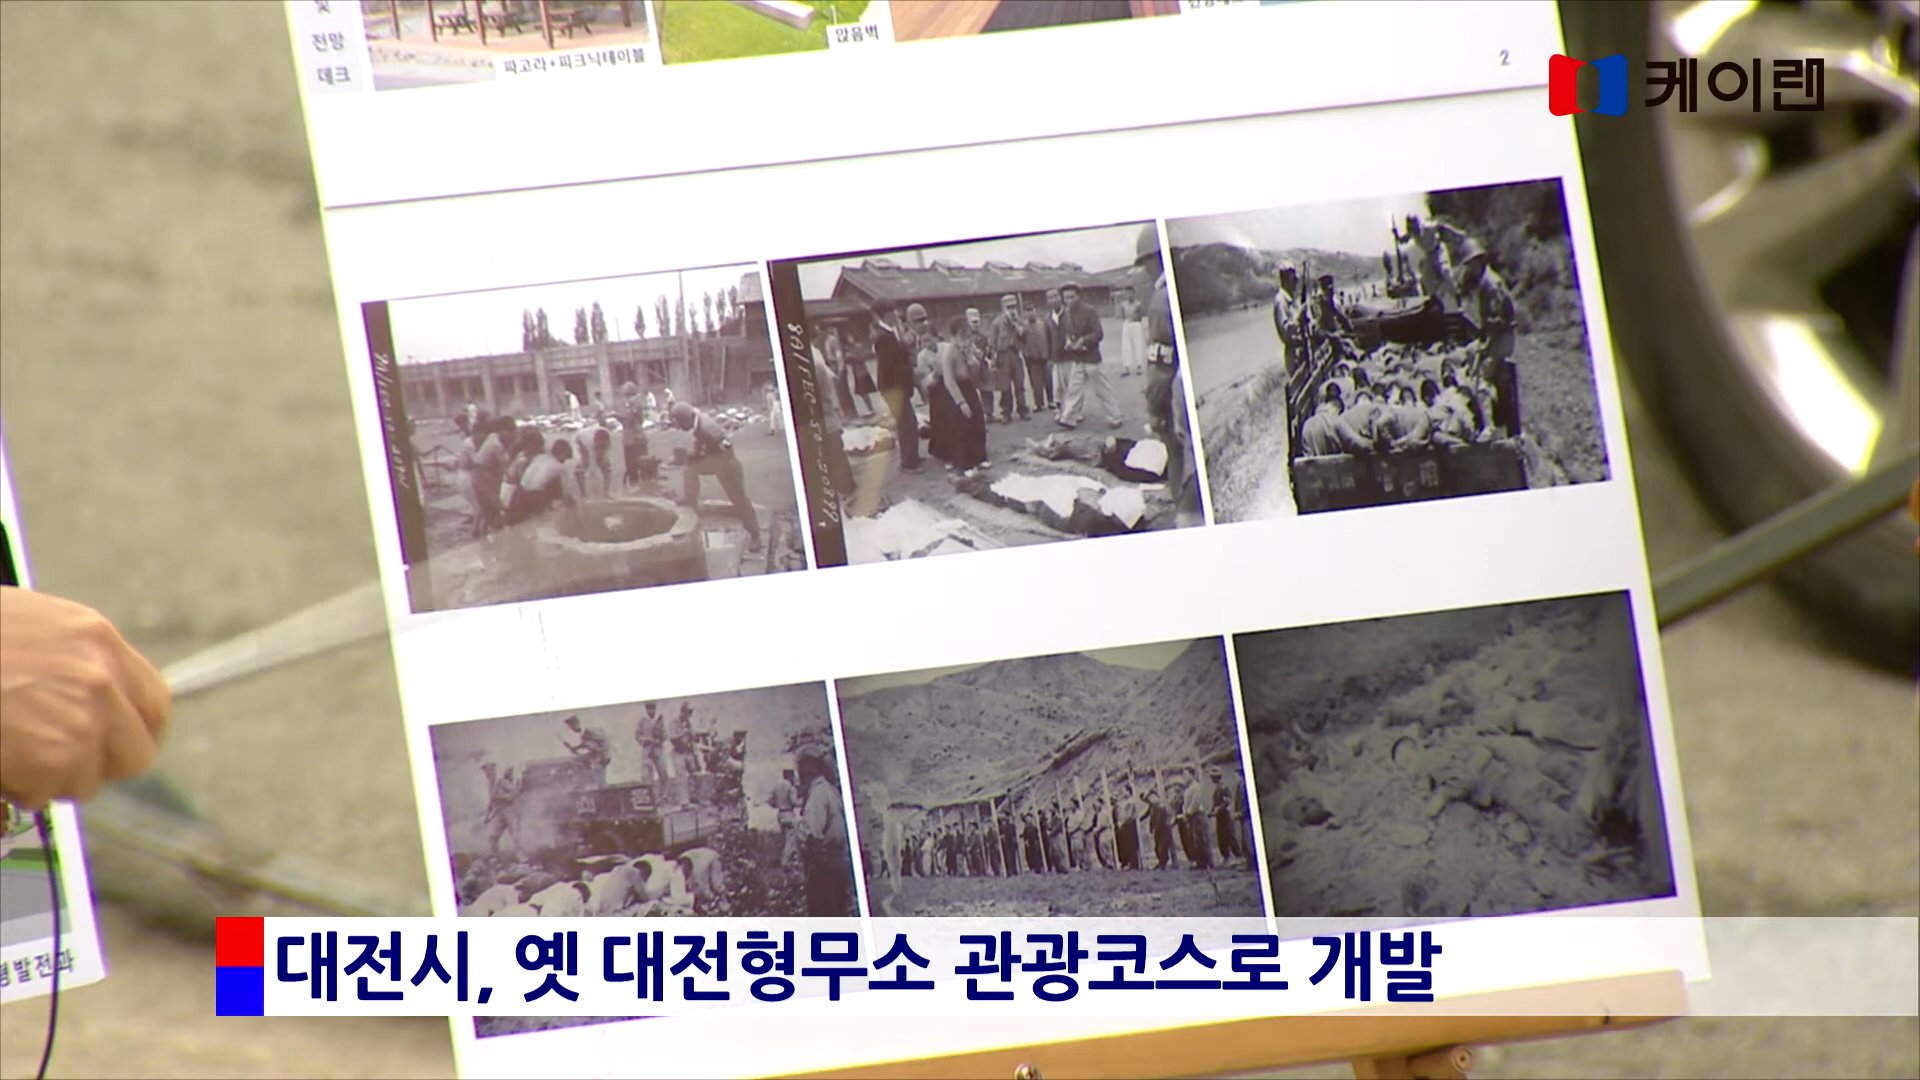 전망
데크
파고라+피크닉테이블
앉음벽
2
케이랜
대전시, 옛 대전형무소 관광코스로 개발